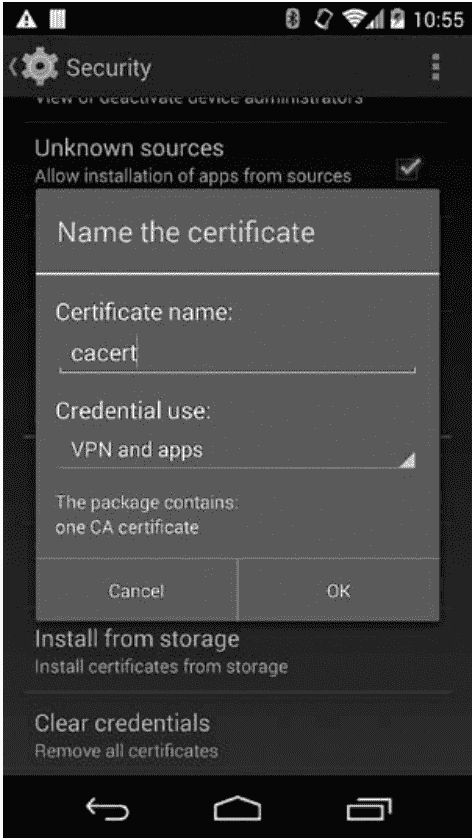 10:55
Security
View or deactivate device administrators
Unknown sources
Allow installation of apps from sources
Name the certificate
Certificate name:
cacert
Credential use:
VPN and apps
The package contains:
one CA certificate
Cancel OK
Install from storage
Install certificates from storage
Clear credentials
Remove all certificates